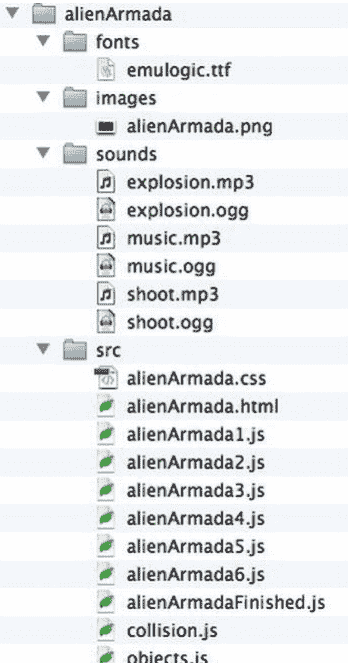 alienArmada
fonts
emulogic.ttf
images
alienArmada.png
sounds
explosion.mp3
explosion.ogg
music.mp3
music.ogg
shoot.mp3
shoot.ogg
src
alienArmada.css
alienArmada.html
alienArmada1.js
alienArmada2.js
alienArmada3.js
alienArmada4.js
alienArmada5.js
alienArmada6.js
alienArmadaFinished.js
collision.js
objects.js